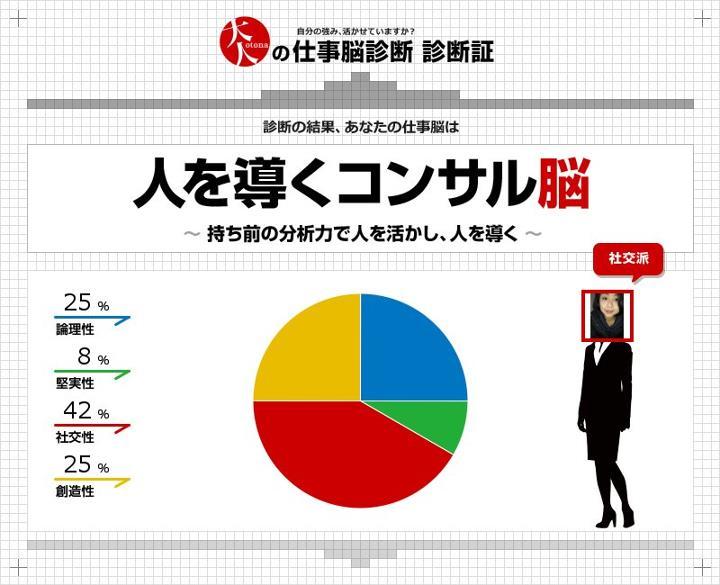 自分の強み、活かせていますか?
大人 otona の仕事脳診断 診断証
診断の結果、あなたの仕事脳は
人を導くコンサル脳
～ 持ち前の分析力で人を活かし、人を導く ～
社交派
25 %
論理性
8 %
堅実性
42 %
社交性
25 %
創造性